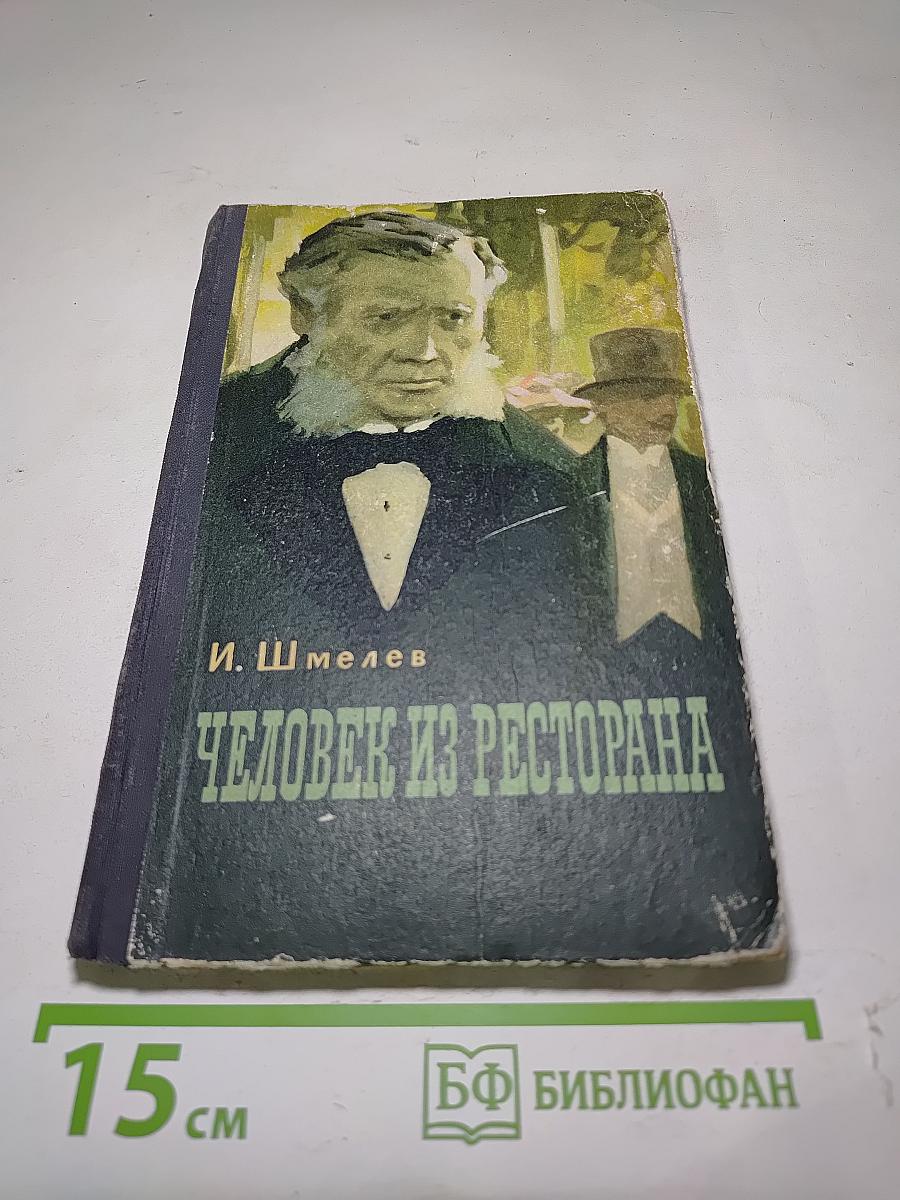 И. Шмелев
ЧЕЛОВЕК ИЗ РЕСТОРАНА
15 см
БФ БИБЛИОФАН